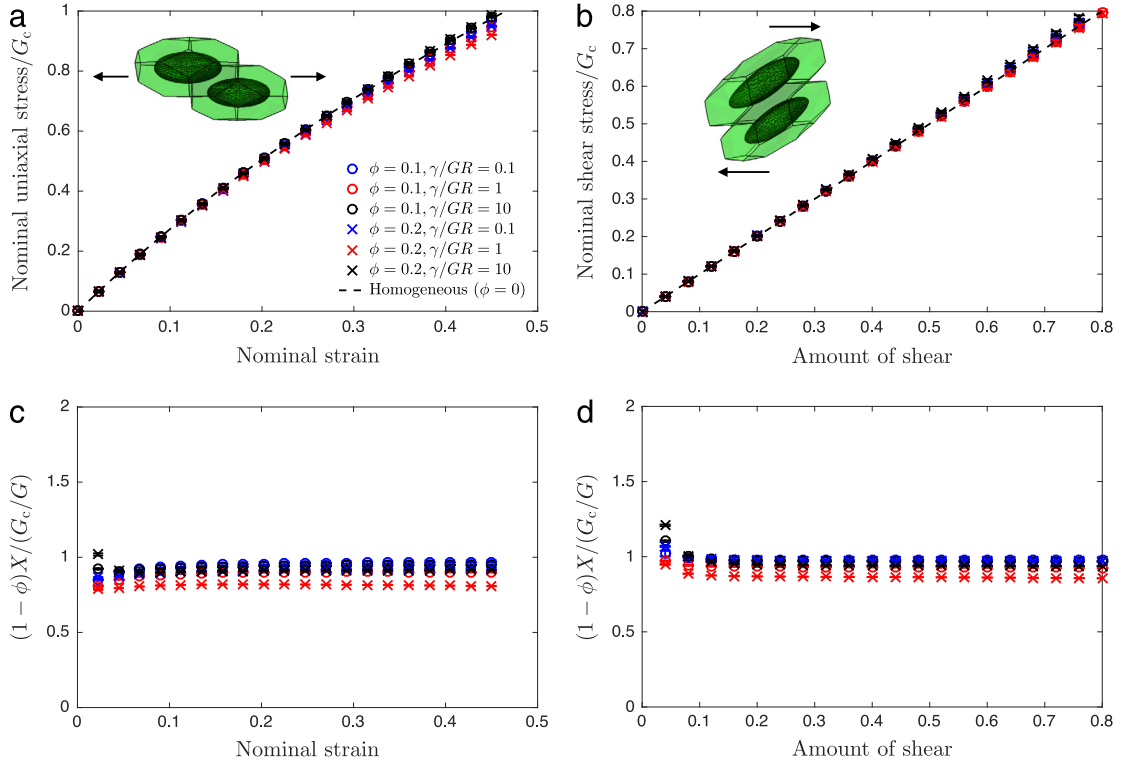 a
Nominal uniaxial stress/G_c
1
0.8
0.6
0.4
0.2
0
0 0.1 0.2 0.3 0.4 0.5
Nominal strain
ϕ = 0.1, γ/GR = 0.1
ϕ = 0.1, γ/GR = 1
ϕ = 0.1, γ/GR = 10
ϕ = 0.2, γ/GR = 0.1
ϕ = 0.2, γ/GR = 1
ϕ = 0.2, γ/GR = 10
Homogeneous (ϕ = 0)
b
Nominal shear stress/G_c
0.8
0.7
0.6
0.5
0.4
0.3
0.2
0.1
0
0 0.1 0.2 0.3 0.4 0.5 0.6 0.7 0.8
Amount of shear
c
(1 − ϕ)X/(G_c/G)
2
1.5
1
0.5
0
0 0.1 0.2 0.3 0.4 0.5
Nominal strain
d
(1 − ϕ)X/(G_c/G)
2
1.5
1
0.5
0
0 0.1 0.2 0.3 0.4 0.5 0.6 0.7 0.8
Amount of shear